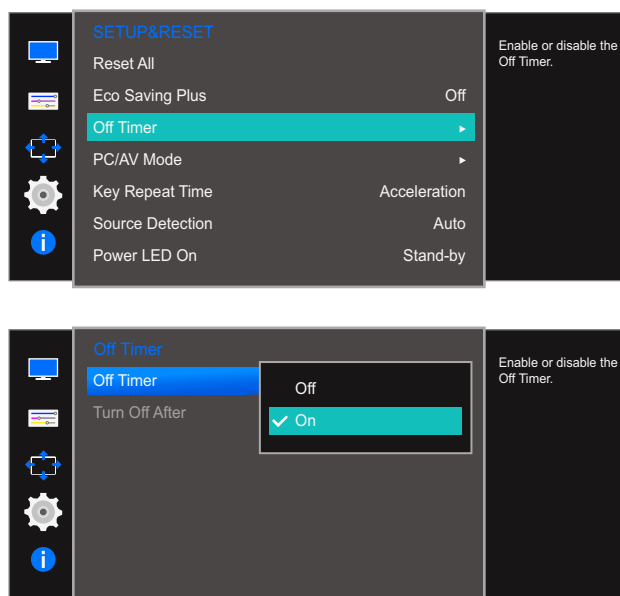 SETUP&RESET
Reset All
Eco Saving Plus Off
Off Timer
PC/AV Mode
Key Repeat Time Acceleration
Source Detection Auto
Power LED On Stand-by
Enable or disable the
Off Timer.
Off Timer
Off Timer
Turn Off After
Off
On
Enable or disable the
Off Timer.